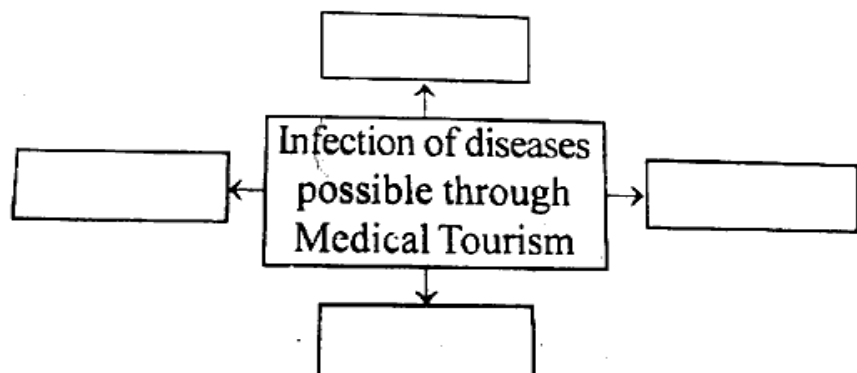 Infection of diseases
possible through
Medical Tourism